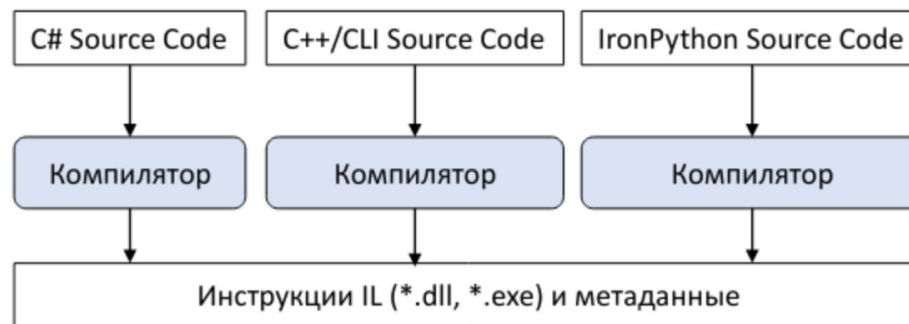 C# Source Code
C++/CLI Source Code
IronPython Source Code
Компилятор
Компилятор
Компилятор
Инструкции IL (*.dll, *.exe) и метаданные